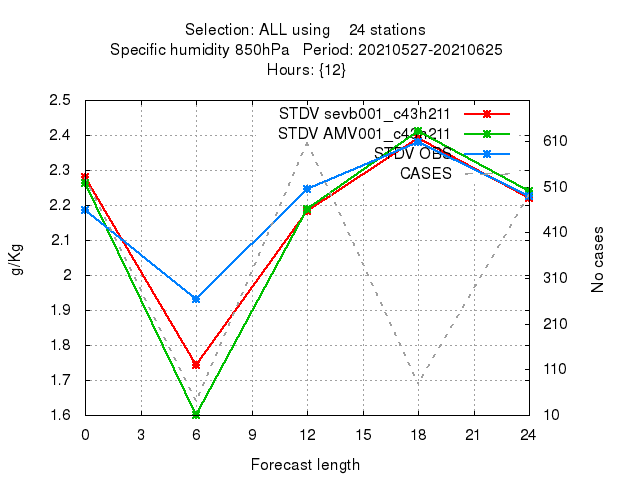 Selection: ALL using    24 stations
Specific humidity 850hPa   Period: 20210527-20210625
Hours: {12}
STDV sevb001_c43h211
STDV AMV001_c43h211
STDV OBS
CASES
2.5
2.4
2.3
2.2
2.1
2
1.9
1.8
1.7
1.6
g/Kg
610
510
410
310
210
110
10
No cases
0 3 6 9 12 15 18 21 24
Forecast length